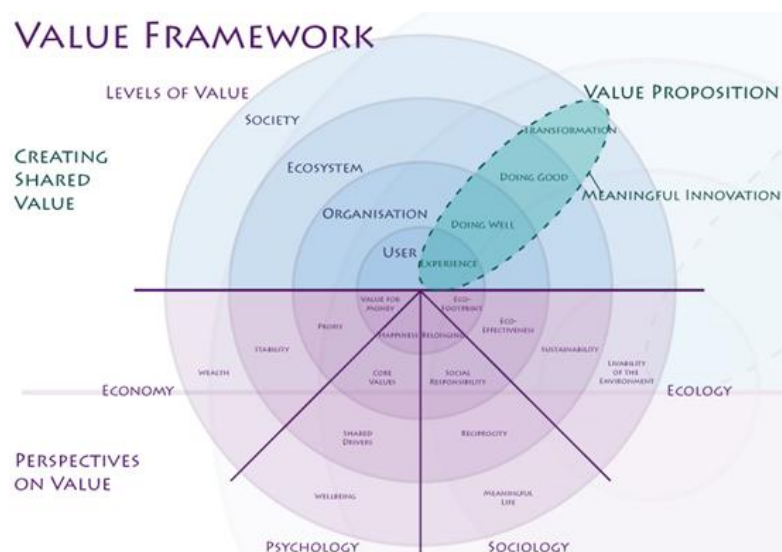 VALUE FRAMEWORK
LEVELS OF VALUE
VALUE PROPOSITION
SOCIETY
TRANSFORMATION
CREATING
SHARED
VALUE
ECOSYSTEM
DOING GOOD
MEANINGFUL INNOVATION
ORGANISATION
DOING WELL
USER
EXPERIENCE
VALUE FOR
MONEY
ECO-
FOOTPRINT
PROFIT
HAPPINESS
BELONGING
ECO-
EFFECTIVENESS
STABILITY
SUSTAINABILITY
WEALTH
CORE
VALUES
SOCIAL
RESPONSIBILITY
LIVABILITY
OF THE
ENVIRONMENT
ECONOMY
ECOLOGY
SHARED
DRIVERS
RECIPROCITY
PERSPECTIVES
ON VALUE
WELLBEING
MEANINGFUL
LIFE
PSYCHOLOGY
SOCIOLOGY